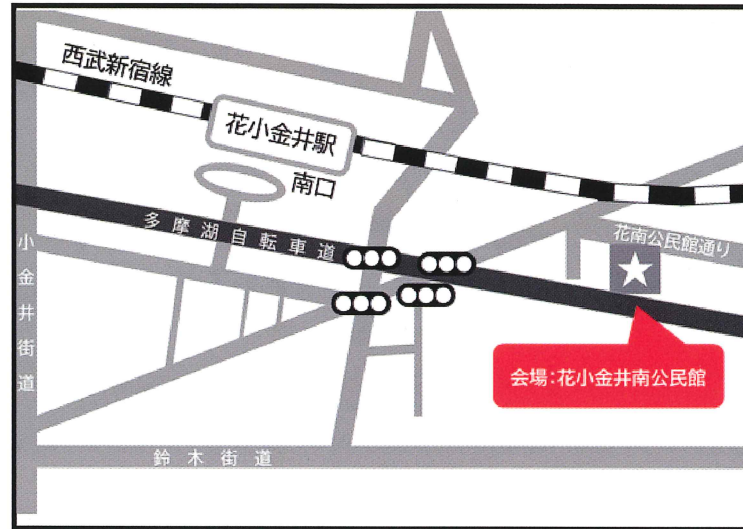 西武新宿線
花小金井駅
南口
多摩湖自転車道
花南公民館通り
小金井街道
会場:花小金井南公民館
鈴木街道